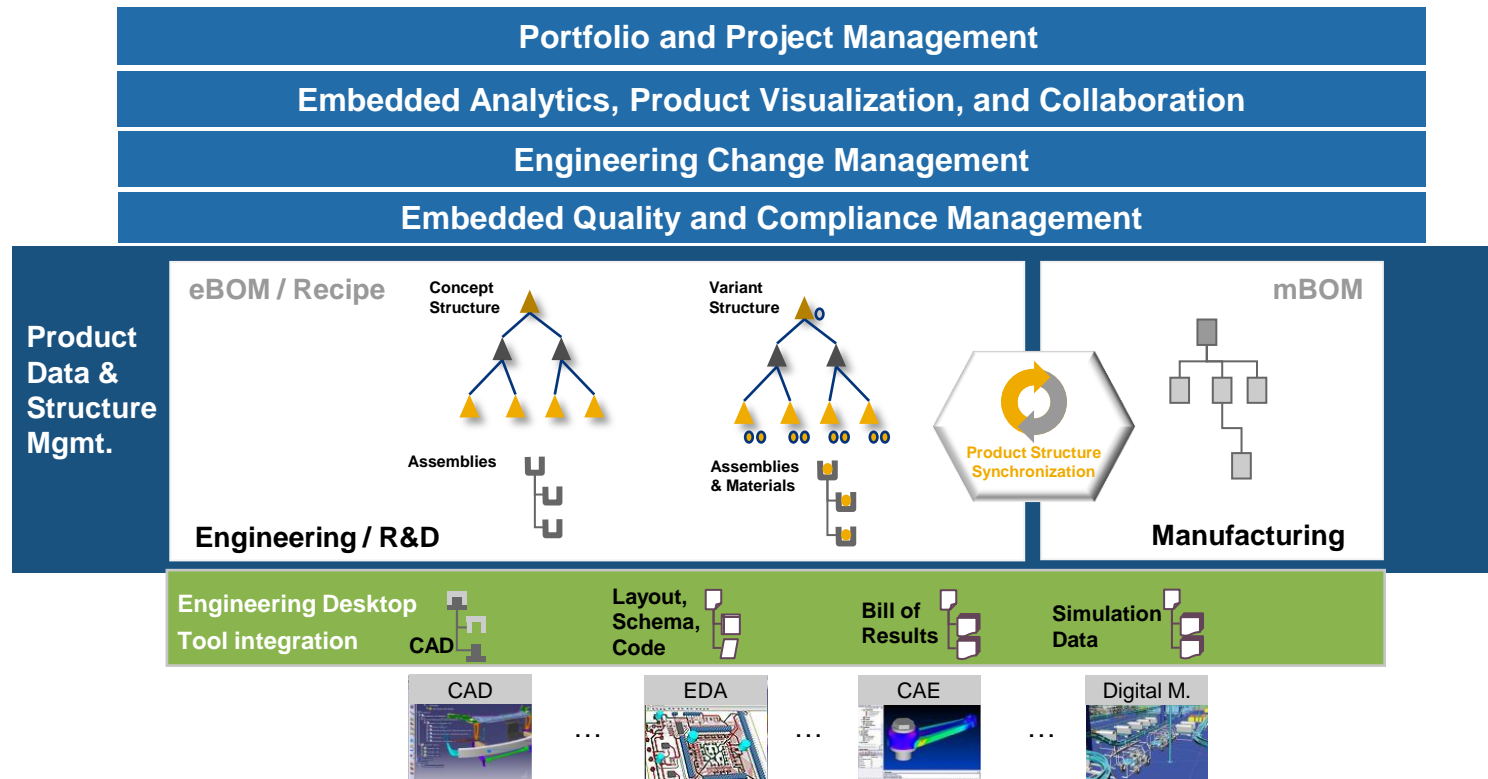 Portfolio and Project Management
Embedded Analytics, Product Visualization, and Collaboration
Engineering Change Management
Embedded Quality and Compliance Management
Product
Data &
Structure
Mgmt.
eBOM / Recipe
Concept
Structure
Variant
Structure
mBOM
Product Structure
Synchronization
Assemblies
Assemblies
& Materials
Engineering / R&D
Manufacturing
Engineering Desktop
Tool integration
CAD
Layout,
Schema,
Code
Bill of
Results
Simulation
Data
CAD
…
EDA
…
CAE
…
Digital M.